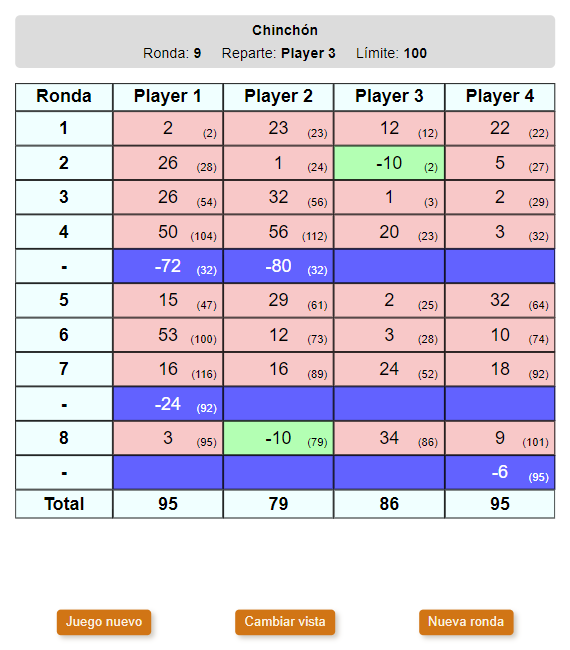 Chinchón
Ronda: 9 Reparte: Player 3 Límite: 100
Ronda Player 1 Player 2 Player 3 Player 4
1 2 (2) 23 (23) 12 (12) 22 (22)
2 26 (28) 1 (24) -10 (2) 5 (27)
3 26 (54) 32 (56) 1 (3) 2 (29)
4 50 (104) 56 (112) 20 (23) 3 (32)
- -72 (32) -80 (32)
5 15 (47) 29 (61) 2 (25) 32 (64)
6 53 (100) 12 (73) 3 (28) 10 (74)
7 16 (116) 16 (89) 24 (52) 18 (92)
- -24 (92)
8 3 (95) -10 (79) 34 (86) 9 (101)
- -6 (95)
Total 95 79 86 95
Juego nuevo Cambiar vista Nueva ronda